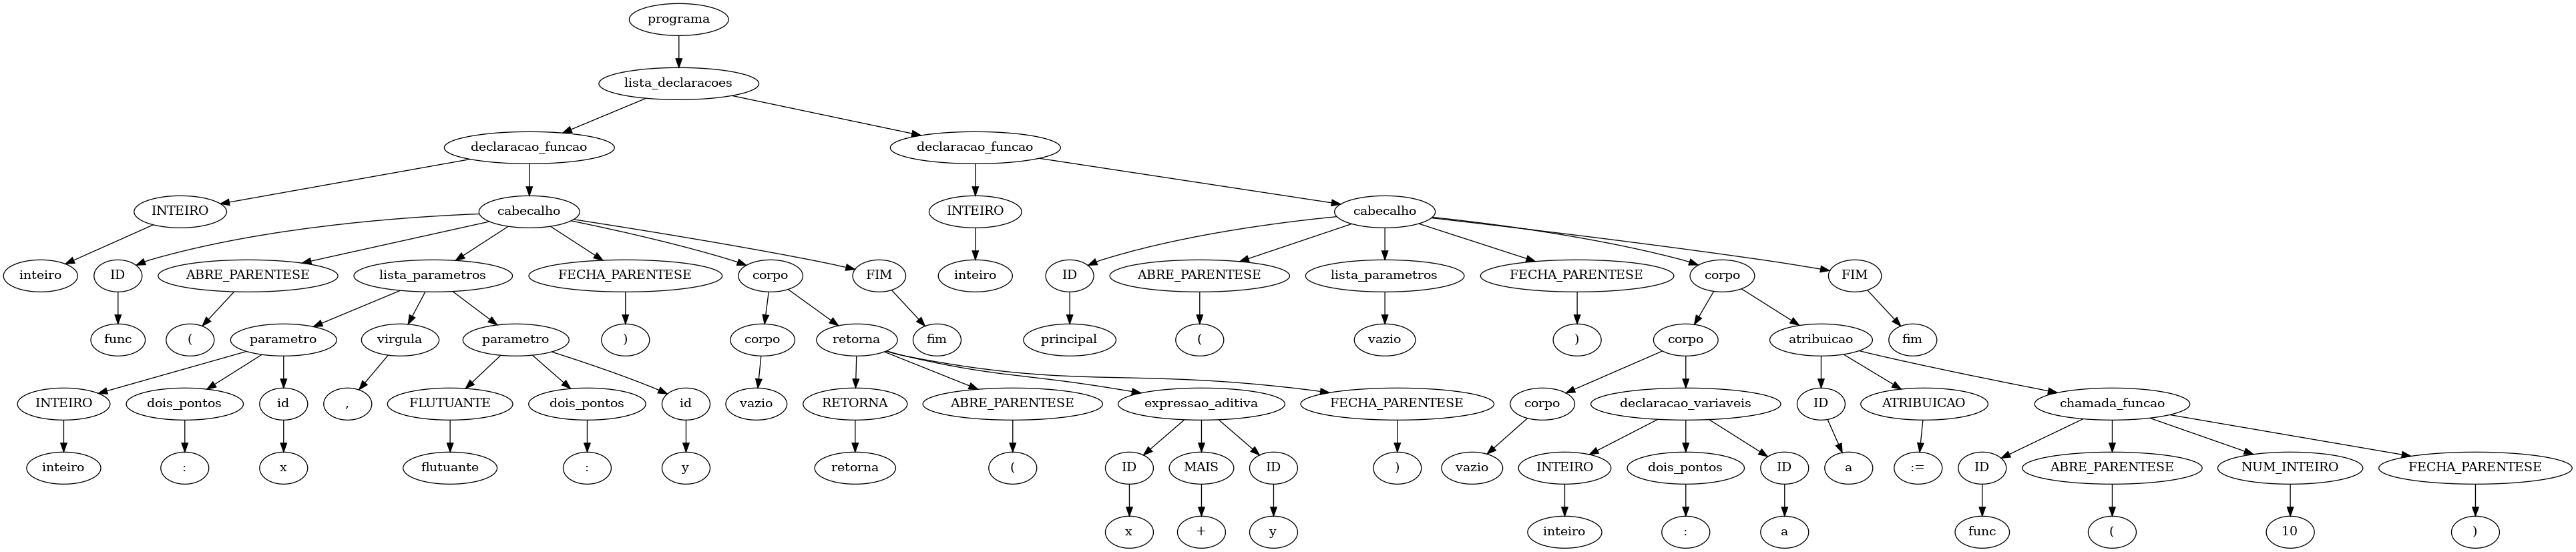 programa
lista_declaracoes
declaracao_funcao declaracao_funcao
INTEIRO cabecalho INTEIRO cabecalho
inteiro ID ABRE_PARENTESE lista_parametros FECHA_PARENTESE corpo FIM inteiro ID ABRE_PARENTESE lista_parametros FECHA_PARENTESE corpo FIM
func ( parametro virgula parametro ) corpo retorna fim principal ( vazio ) corpo atribuicao fim
INTEIRO dois_pontos id , FLUTUANTE dois_pontos id vazio RETORNA ABRE_PARENTESE expressao_aditiva FECHA_PARENTESE corpo declaracao_variaveis ID ATRIBUICAO chamada_funcao
inteiro : x flutuante : y retorna ( ID MAIS ID ) vazio INTEIRO dois_pontos ID a := ID ABRE_PARENTESE NUM_INTEIRO FECHA_PARENTESE
x + y inteiro : a func ( 10 )